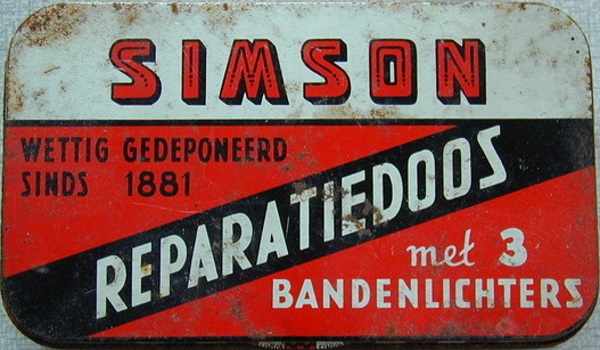 SIMSON
WETTIG GEDEPONEERD
SINDS 1881
REPARATIEDOOS
met 3
BANDENLICHTERS